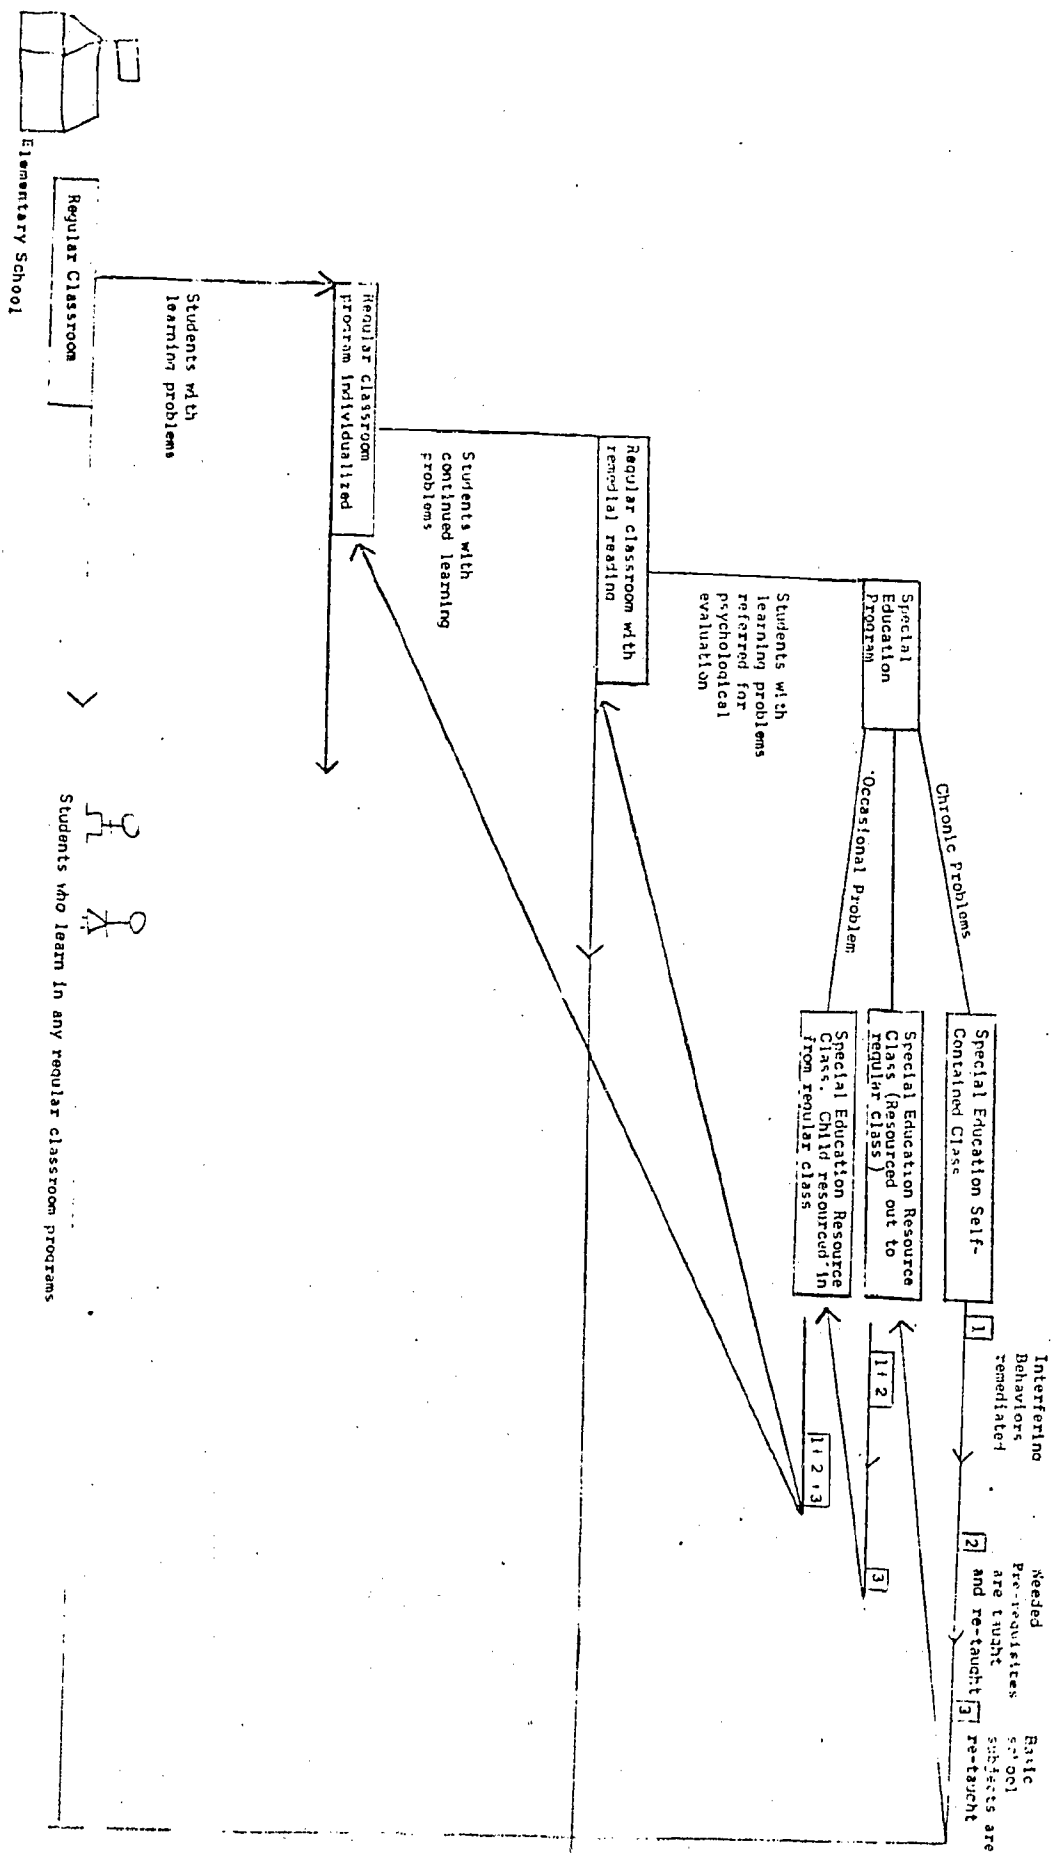 Elementary School
Regular Classroom
Students with
learning problems
Regular Classroom
program individualized
Students with
continued learning
problems
Regular classroom with
remedial reading
Students with
learning problems
referred for
psychological
evaluation
Special
Education
Program
Chronic Problems
Occasional Problem
Special Education Self-
Contained Class
Special Education Resource
Class (Resourced out to
regular class)
Special Education Resource
Class. Child resourced in
from regular class
1
Interfering
Behaviors
remediated
2
Needed
Pre-requisites
are taught
and re-taught
3
Basic
school
subjects are
re-taught
1+2
3
1+2+3
Students who learn in any regular classroom programs